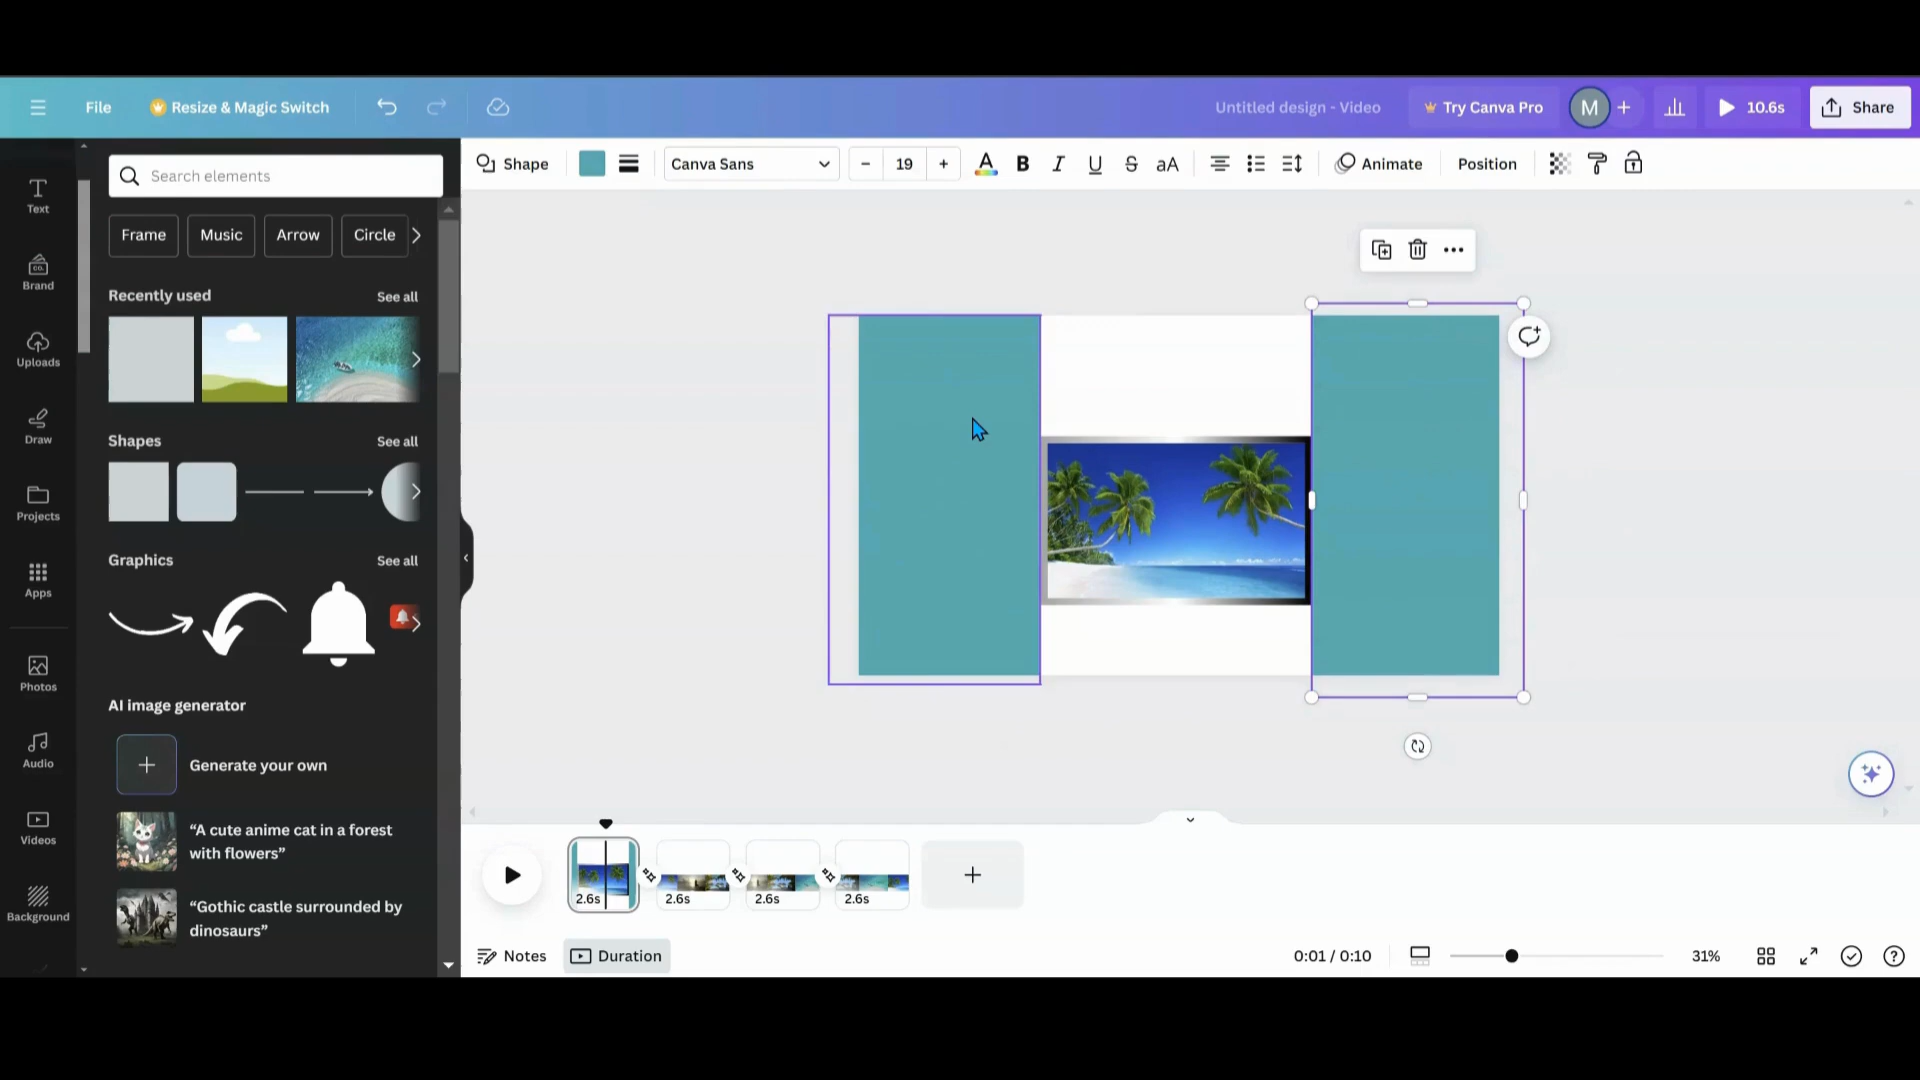 File
Resize & Magic Switch
Untitled design - Video
Try Canva Pro
M
10.6s
Share
Shape
Canva Sans
19
A
B
I
U
S
aA
Animate
Position
Text
Brand
Uploads
Draw
Projects
Apps
Photos
Audio
Videos
Background
Search elements
Frame
Music
Arrow
Circle
Recently used
See all
Shapes
See all
Graphics
See all
AI image generator
Generate your own
“A cute anime cat in a forest
with flowers”
“Gothic castle surrounded by
dinosaurs”
2.6s
2.6s
2.6s
2.6s
Notes
Duration
0:01 / 0:10
31%